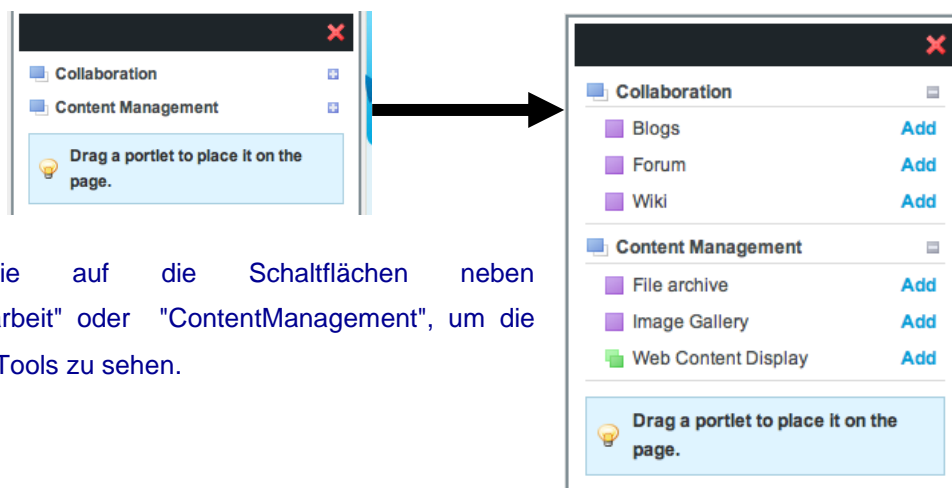 Collaboration
Content Management
Drag a portlet to place it on the
page.
ie auf die Schaltflächen neben
arbeit" oder "ContentManagement", um die
Tools zu sehen.
Collaboration
Blogs Add
Forum Add
Wiki Add
Content Management
File archive Add
Image Gallery Add
Web Content Display Add
Drag a portlet to place it on the
page.